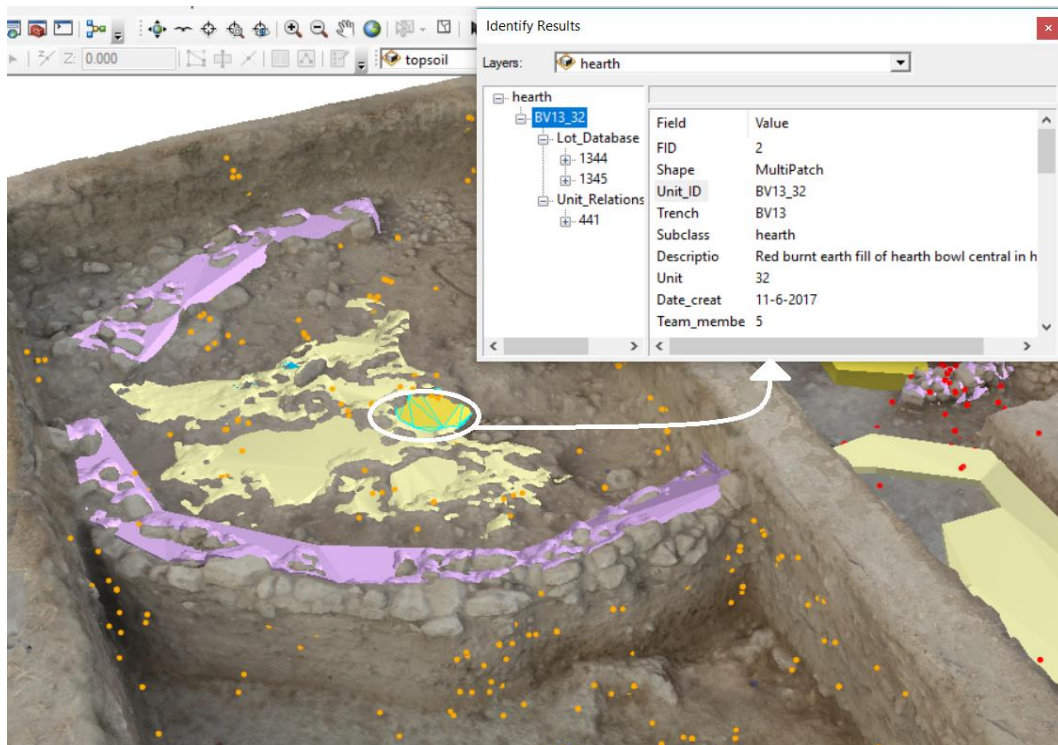 Z:
0.000
topsoil
Identify Results
Layers:
hearth
hearth
BV13_32
Lot_Database
1344
1345
Unit_Relations
441
Field Value
FID 2
Shape MultiPatch
Unit_ID BV13_32
Trench BV13
Subclass hearth
Descriptio Red burnt earth fill of hearth bowl central in h
Unit 32
Date_creat 11-6-2017
Team_membe 5